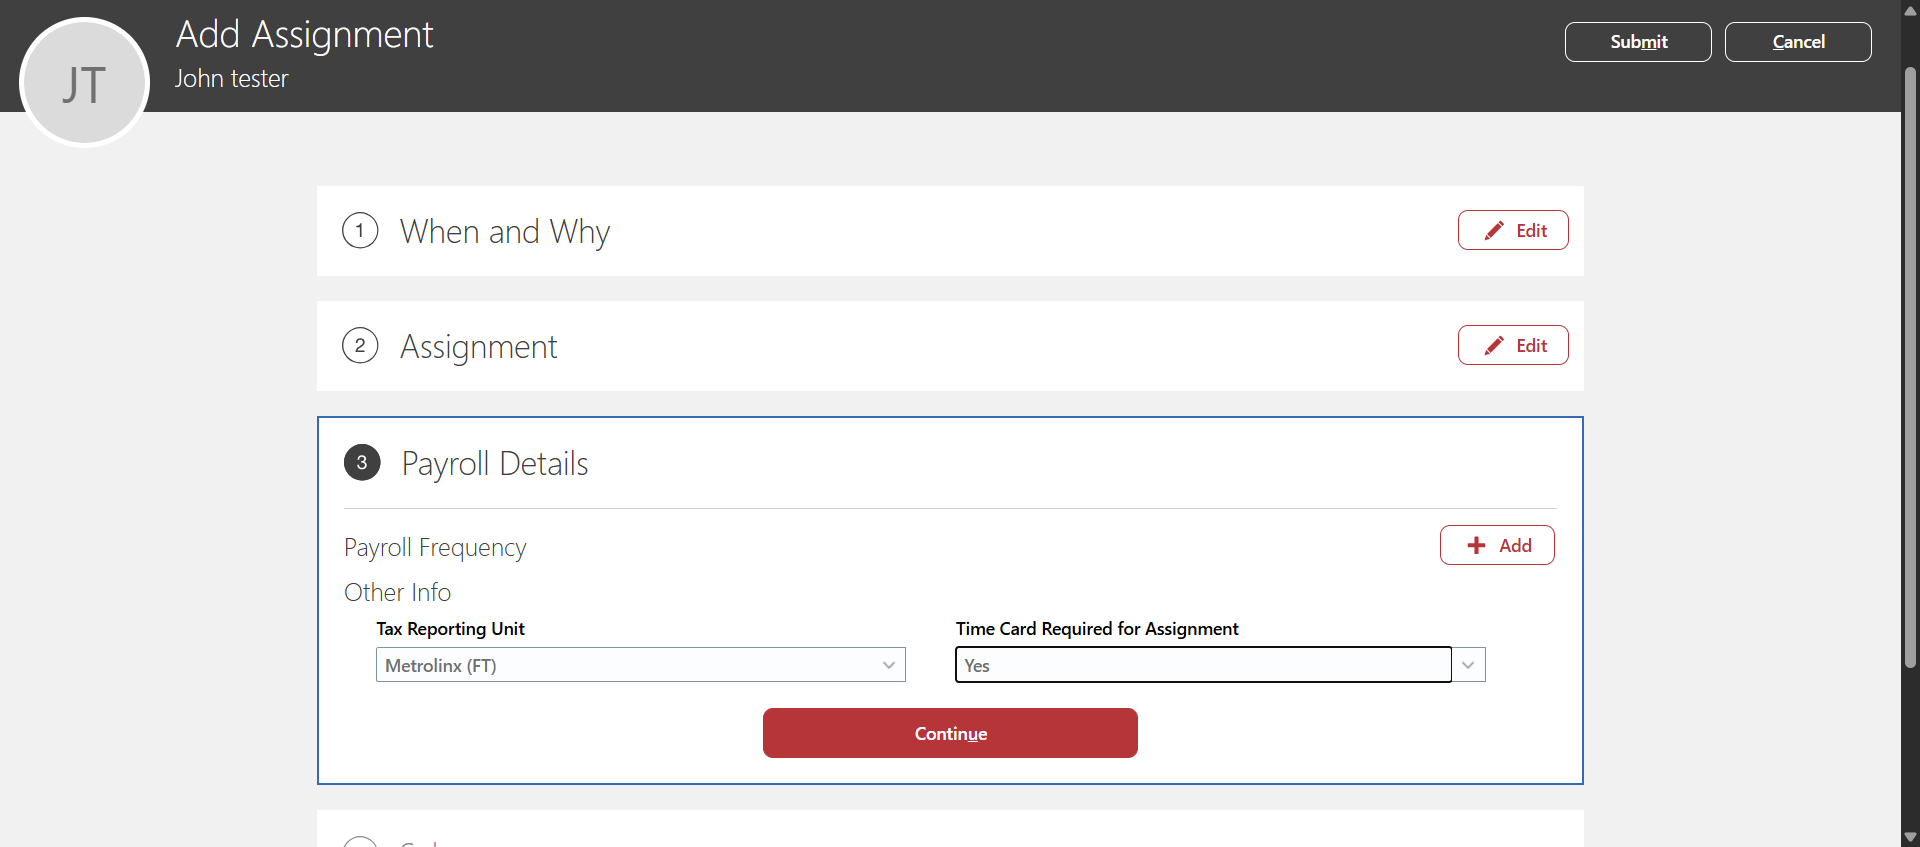 Add Assignment
JT
John tester
Submit
Cancel
1
When and Why
Edit
2
Assignment
Edit
3
Payroll Details
Payroll Frequency
Add
Other Info
Tax Reporting Unit
Time Card Required for Assignment
Metrolinx (FT)
Yes
Continue